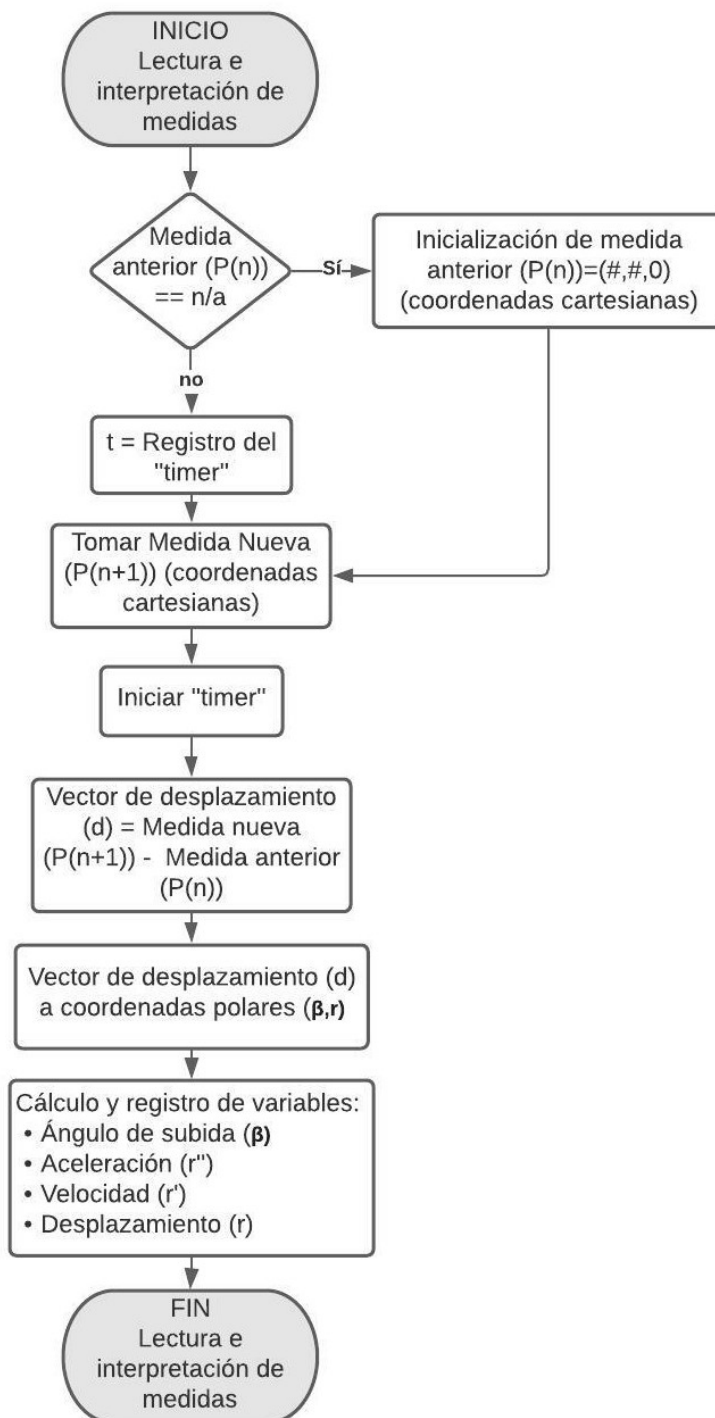 INICIO
Lectura e
interpretación de
medidas
Medida
anterior (P(n))
== n/a
Sí
Inicialización de medida
anterior (P(n))=(#,#,0)
(coordenadas cartesianas)
no
t = Registro del
"timer"
Tomar Medida Nueva
(P(n+1)) (coordenadas
cartesianas)
Iniciar "timer"
Vector de desplazamiento
(d) = Medida nueva
(P(n+1)) - Medida anterior
(P(n))
Vector de desplazamiento (d)
a coordenadas polares (β,r)
Cálculo y registro de variables:
• Ángulo de subida (β)
• Aceleración (r'')
• Velocidad (r')
• Desplazamiento (r)
FIN
Lectura e
interpretación de
medidas